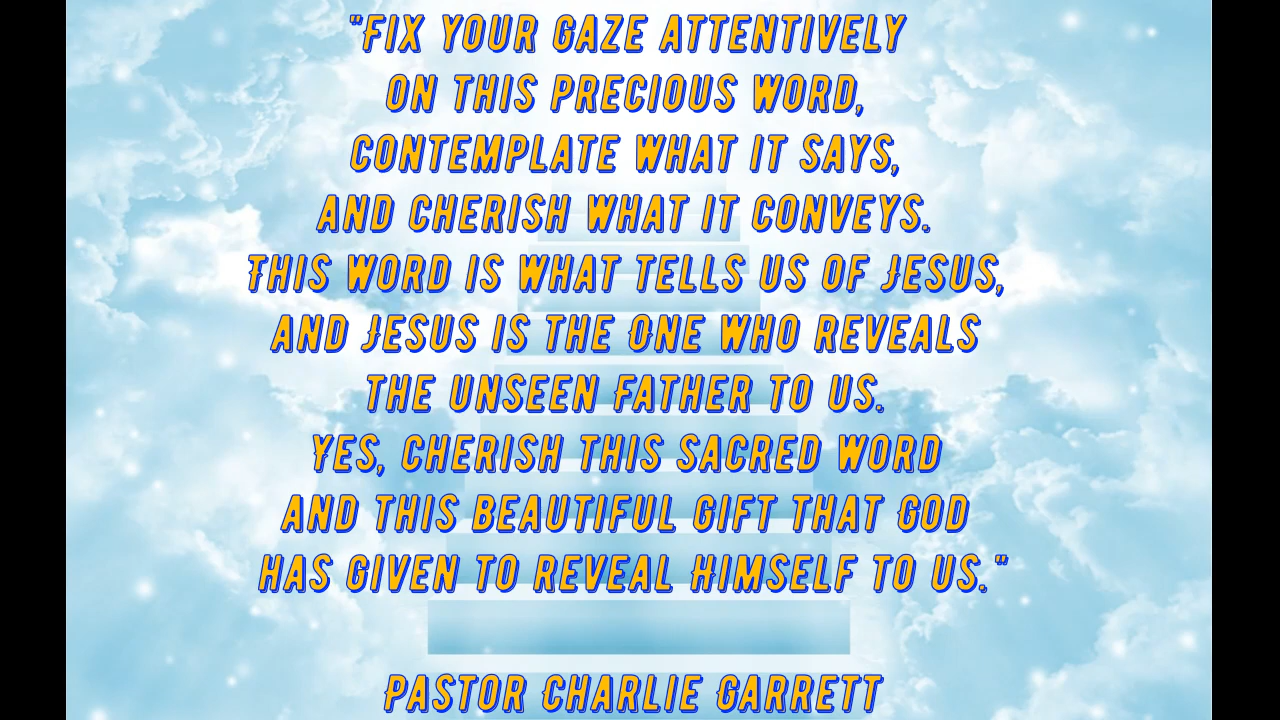 "Fix your gaze attentively
on this precious word,
contemplate what it says,
and cherish what it conveys.
This word is what tells us of Jesus,
and Jesus is the One who reveals
the unseen Father to us.
Yes, cherish this sacred word
and this beautiful gift that God
has given to reveal Himself to us."
Pastor Charlie Garrett